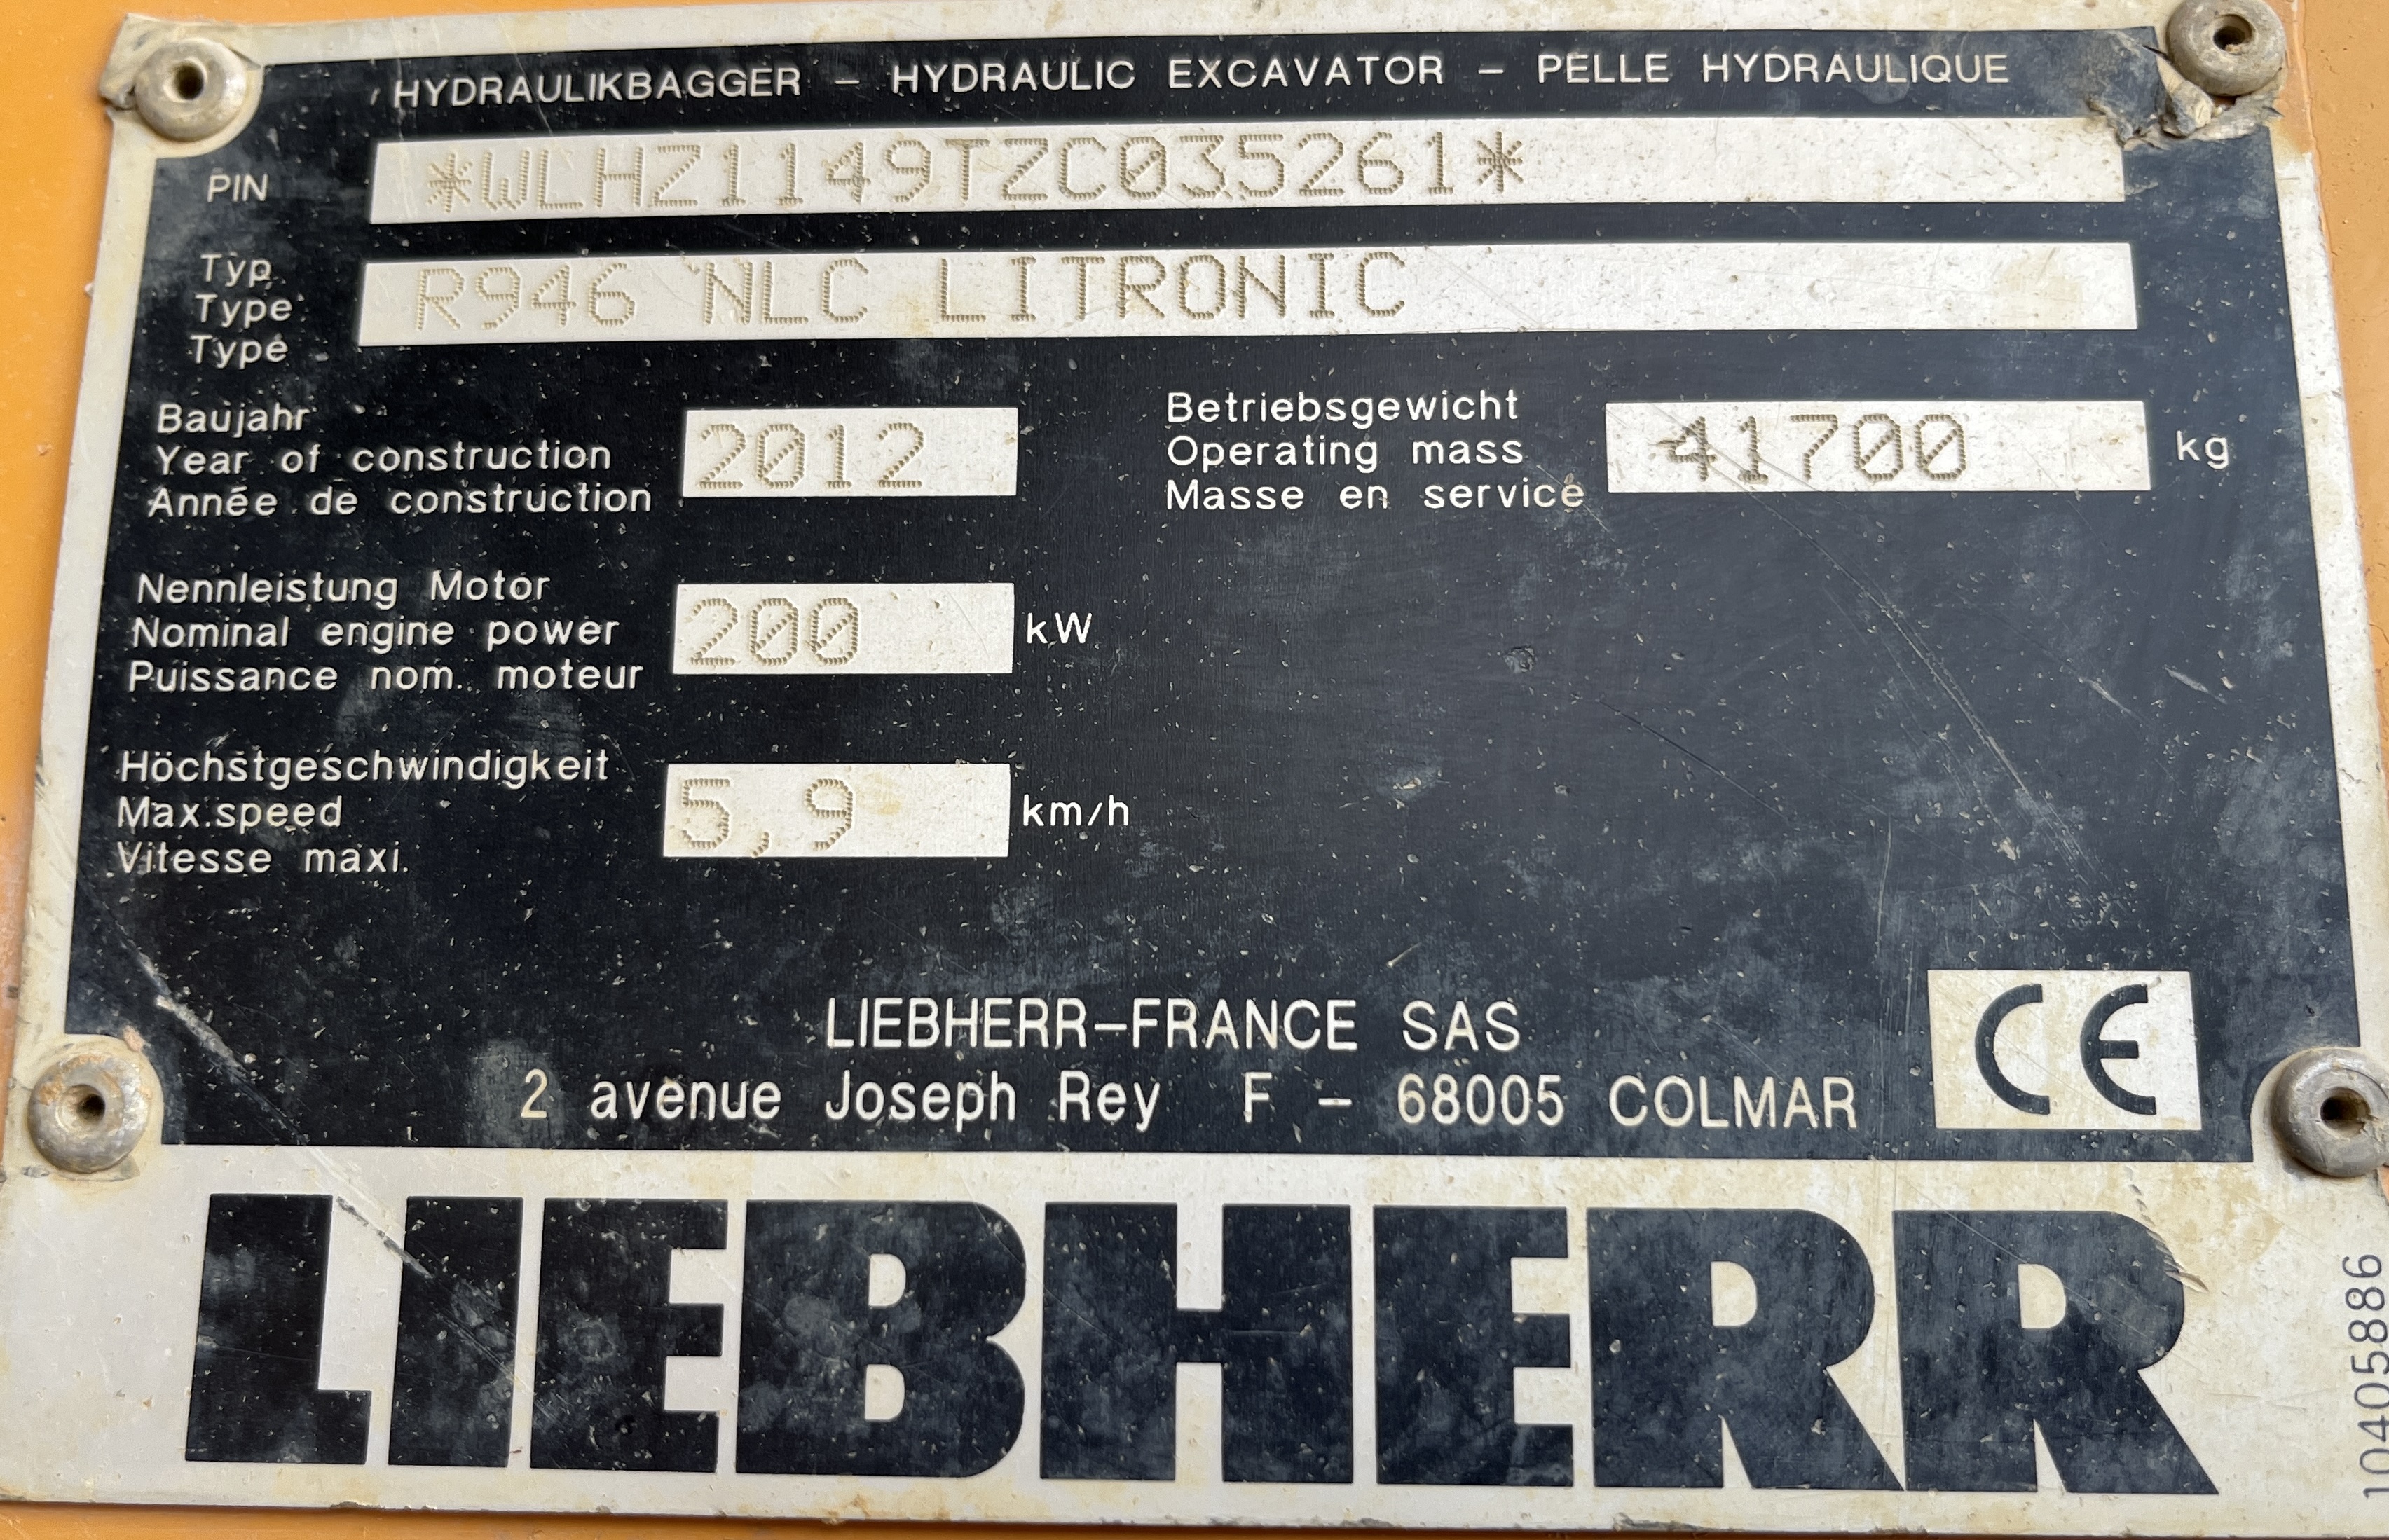 HYDRAULIKBAGGER – HYDRAULIC EXCAVATOR – PELLE HYDRAULIQUE
PIN *WLHZ1149TZC035261*
Typ
Type R946 NLC LITRONIC
Type
Baujahr
Year of construction 2012
Année de construction
Betriebsgewicht
Operating mass 41700 kg
Masse en service
Nennleistung Motor
Nominal engine power 200 kW
Puissance nom. moteur
Höchstgeschwindigkeit
Max.speed 5,9 km/h
Vitesse maxi.
LIEBHERR–FRANCE SAS
2 avenue Joseph Rey F – 68005 COLMAR
CE
LIEBHERR
10405886